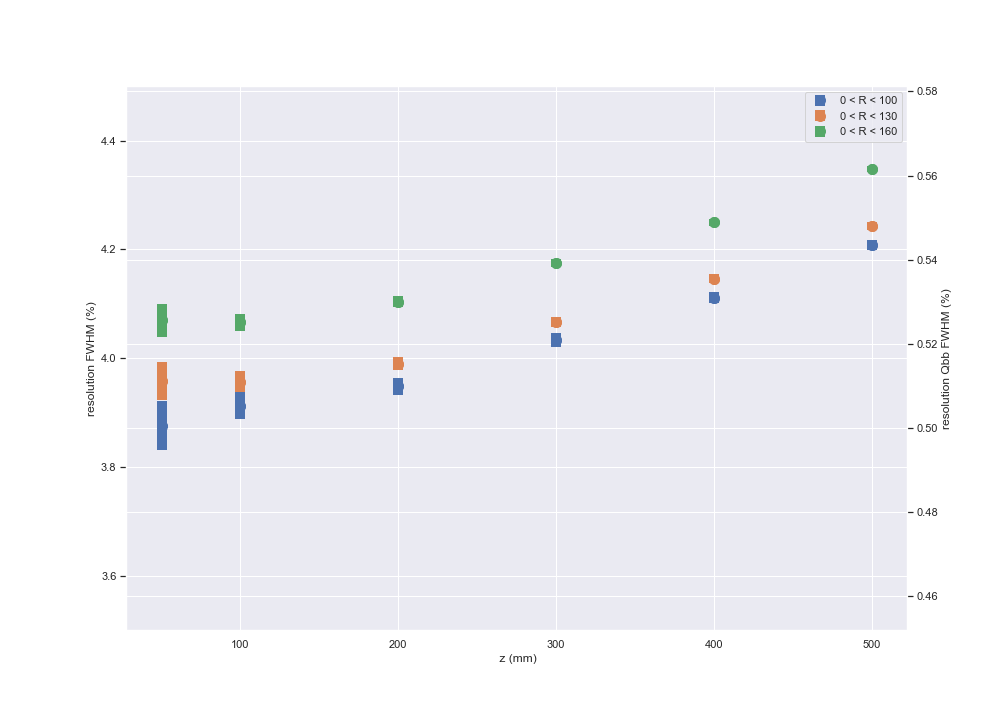 0 < R < 100
0 < R < 130
0 < R < 160
4.4
4.2
4.0
3.8
3.6
resolution FWHM (%)
0.58
0.56
0.54
0.52
0.50
0.48
0.46
resolution Qbb FWHM (%)
100 200 300 400 500
z (mm)